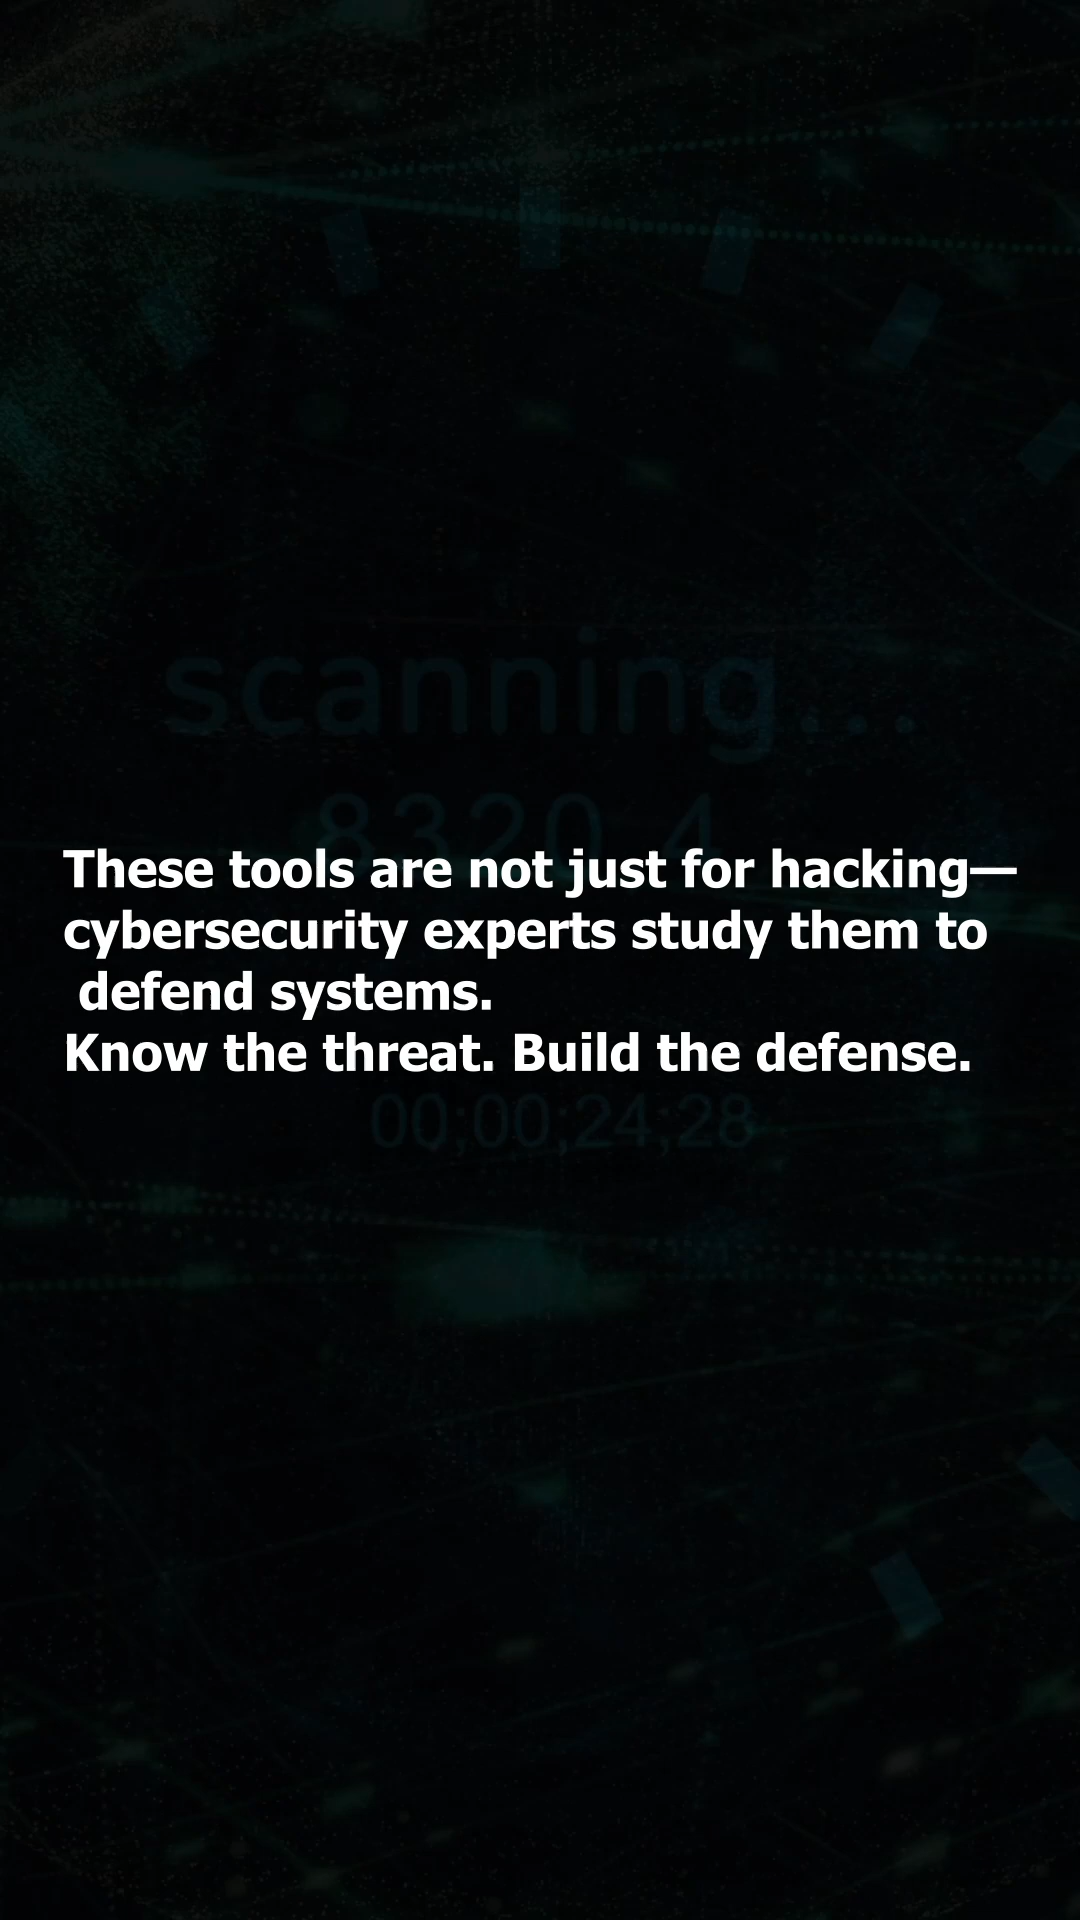 scanning...
8320 4
These tools are not just for hacking—
cybersecurity experts study them to
defend systems.
Know the threat. Build the defense.
00;00;24;28